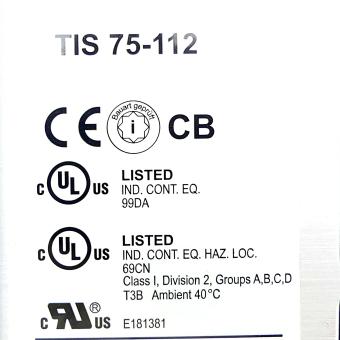 TIS 75-112
CE Bauart geprüft i CB
C UL US LISTED
IND. CONT. EQ.
99DA
C UL US LISTED
IND. CONT. EQ. HAZ. LOC.
69CN
Class I, Division 2, Groups A,B,C,D
T3B Ambient 40°C
C RU ® US E181381